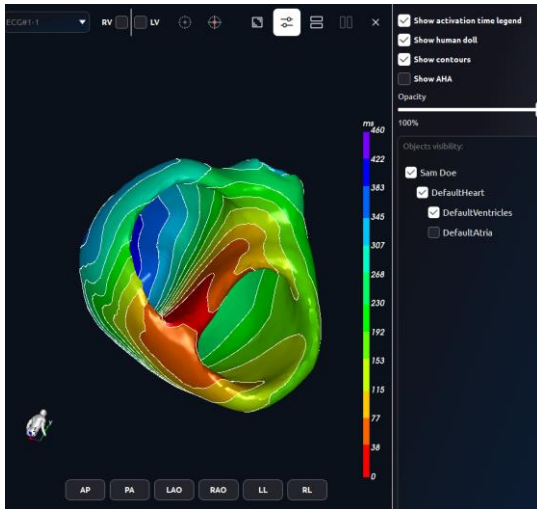 ECG#1-1
RV
LV
Show activation time legend
Show human doll
Show contours
Show AHA
Opacity
100%
Objects visibility:
Sam Doe
DefaultHeart
DefaultVentricles
DefaultAtria
ms
460
422
383
345
307
268
230
192
153
115
77
38
0
AP
PA
LAO
RAO
LL
RL